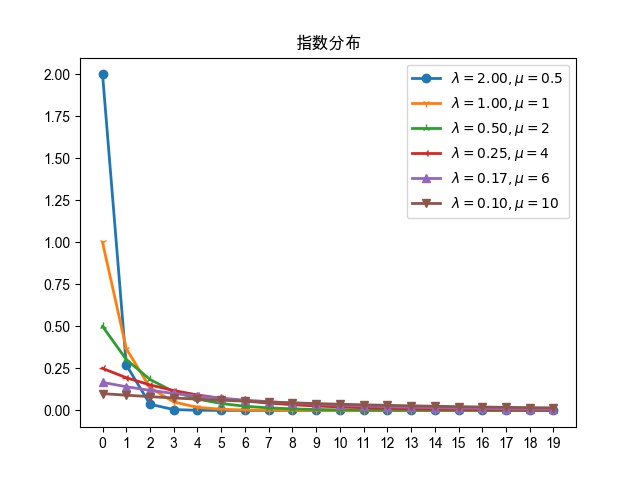 指数分布
2.00
1.75
1.50
1.25
1.00
0.75
0.50
0.25
0.00
λ = 2.00, μ = 0.5
λ = 1.00, μ = 1
λ = 0.50, μ = 2
λ = 0.25, μ = 4
λ = 0.17, μ = 6
λ = 0.10, μ = 10
0 1 2 3 4 5 6 7 8 9 10 11 12 13 14 15 16 17 18 19